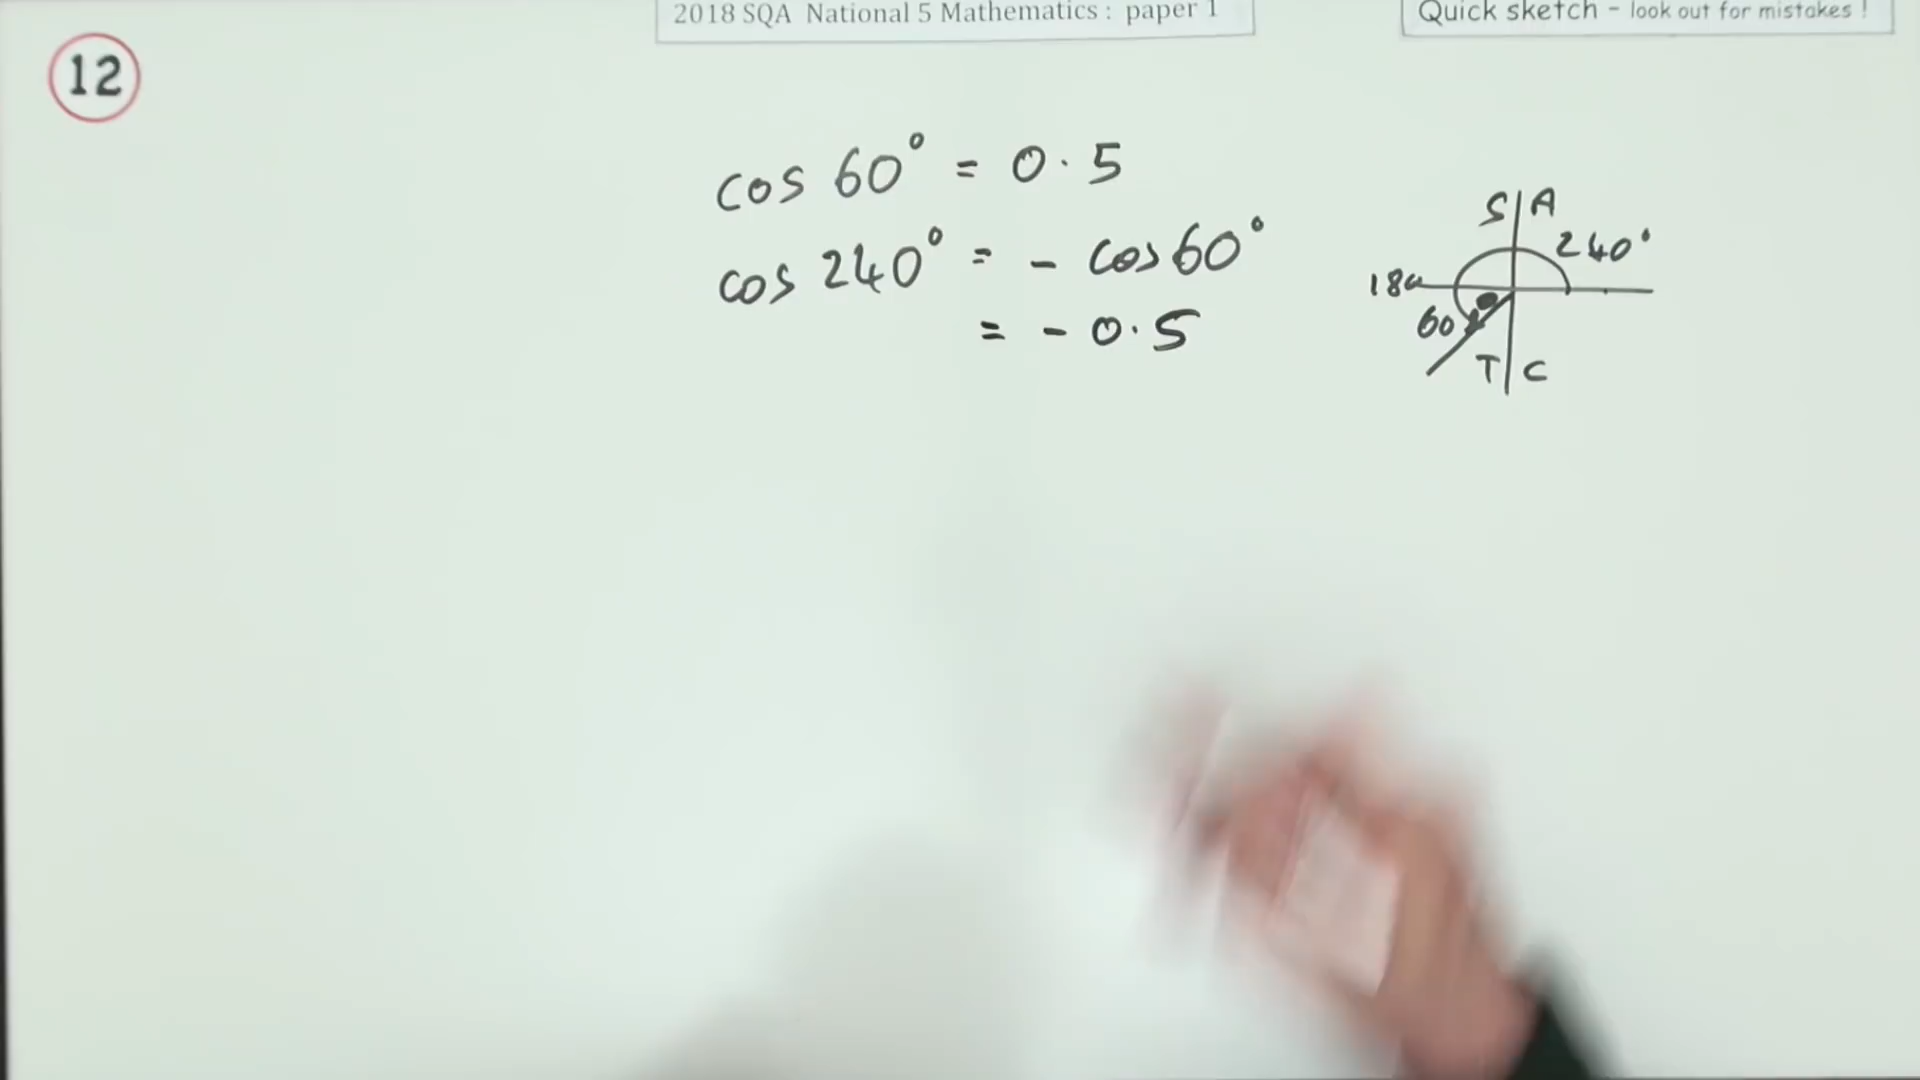 2018 SQA National 5 Mathematics : paper 1
Quick sketch - look out for mistakes !
12
cos 60° = 0.5
cos 240° = - cos 60°
= - 0.5
S A
240°
180
60
T C